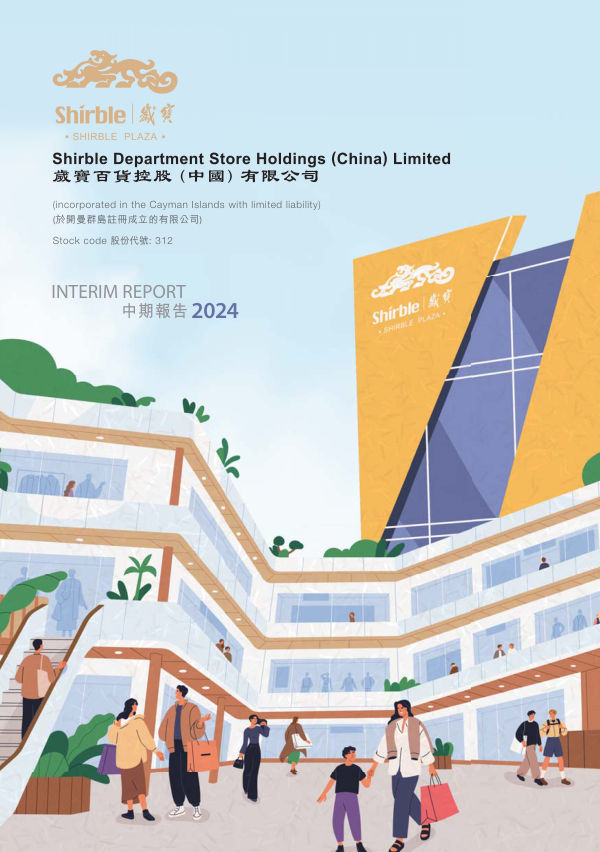 Shirble 歲寶
SHIRBLE PLAZA
Shirble Department Store Holdings (China) Limited
歲寶百貨控股(中國)有限公司
(incorporated in the Cayman Islands with limited liability)
(於開曼群島註冊成立的有限公司)
Stock code 股份代號: 312
INTERIM REPORT
中期報告 2024
Shirble 歲寶
SHIRBLE PLAZA